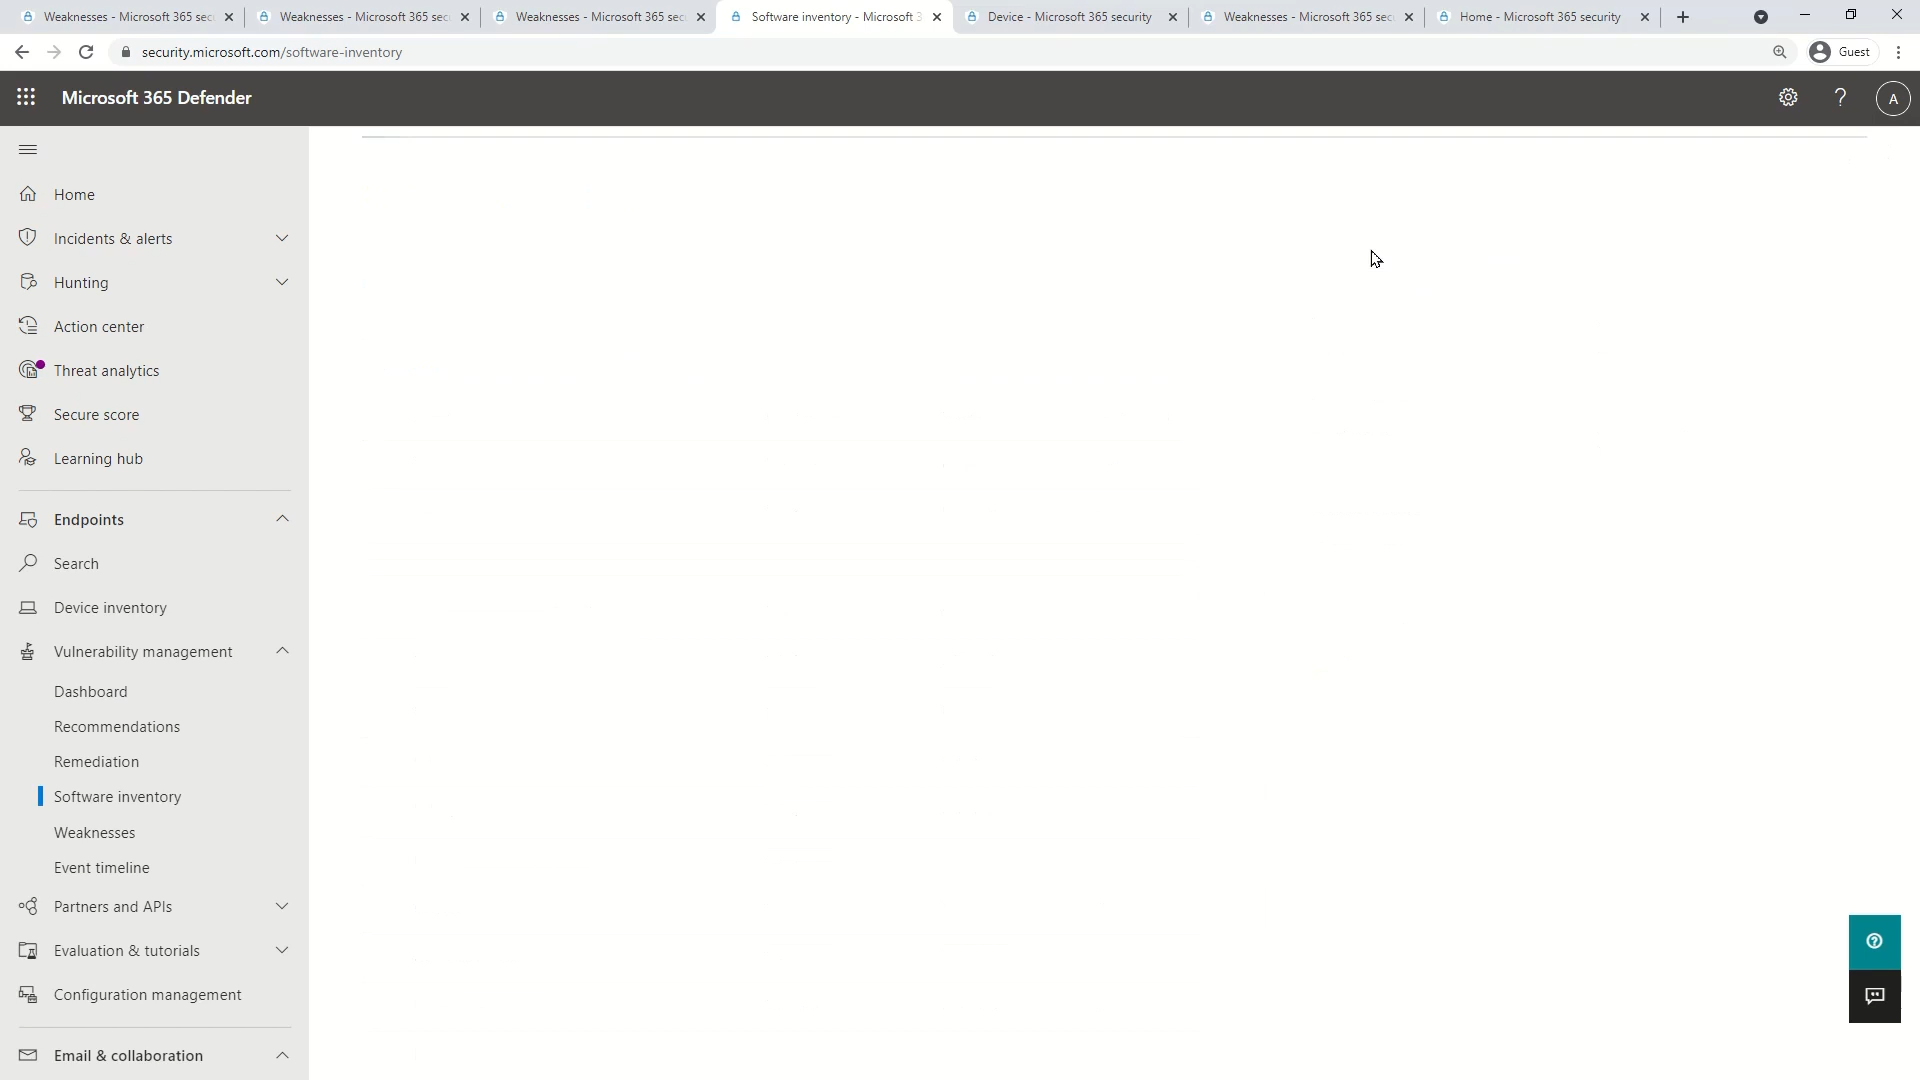 Weaknesses - Microsoft 365 sec
Weaknesses - Microsoft 365 sec
Weaknesses - Microsoft 365 sec
Software inventory - Microsoft 3
Device - Microsoft 365 security
Weaknesses - Microsoft 365 sec
Home - Microsoft 365 security
security.microsoft.com/software-inventory
Guest
Microsoft 365 Defender
A
Home
Incidents & alerts
Hunting
Action center
Threat analytics
Secure score
Learning hub
Endpoints
Search
Device inventory
Vulnerability management
Dashboard
Recommendations
Remediation
Software inventory
Weaknesses
Event timeline
Partners and APIs
Evaluation & tutorials
Configuration management
Email & collaboration